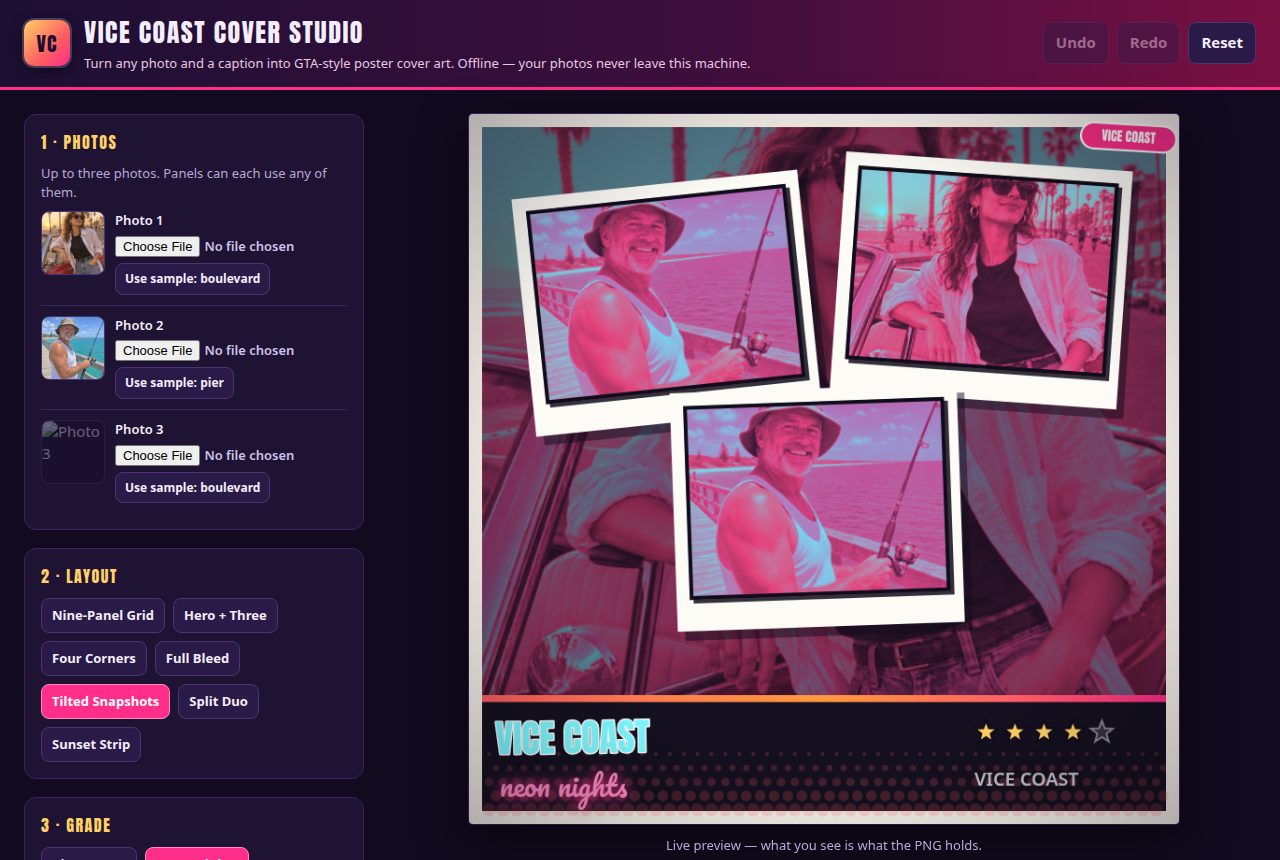 VC
VICE COAST COVER STUDIO
Turn any photo and a caption into GTA-style poster cover art. Offline — your photos never leave this machine.
Undo
Redo
Reset
1 · PHOTOS
Up to three photos. Panels can each use any of
them.
Photo 1
Choose File No file chosen
Use sample: boulevard
Photo 2
Choose File No file chosen
Use sample: pier
Photo
3
Photo 3
Choose File No file chosen
Use sample: boulevard
2 · LAYOUT
Nine-Panel Grid
Hero + Three
Four Corners
Full Bleed
Tilted Snapshots
Split Duo
Sunset Strip
3 · GRADE
VICE COAST
VICE COAST
neon nights
VICE COAST
Live preview — what you see is what the PNG holds.